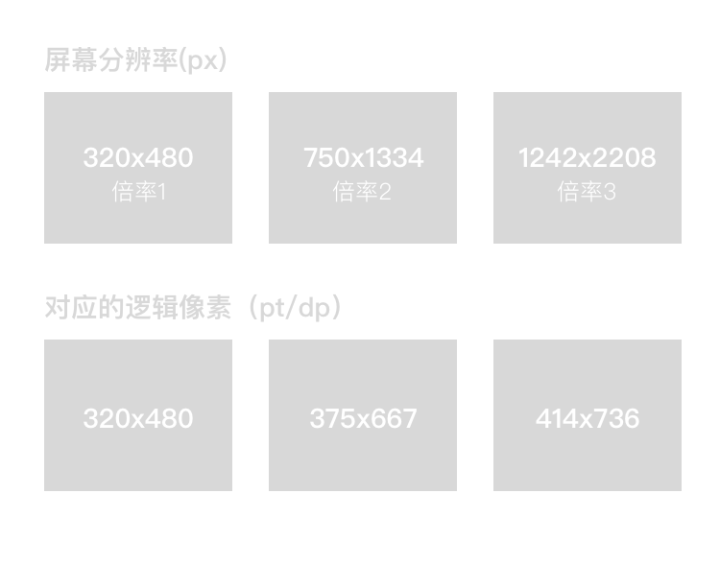 屏幕分辨率(px)
320x480
倍率1
750x1334
倍率2
1242x2208
倍率3
对应的逻辑像素（pt/dp）
320x480
375x667
414x736